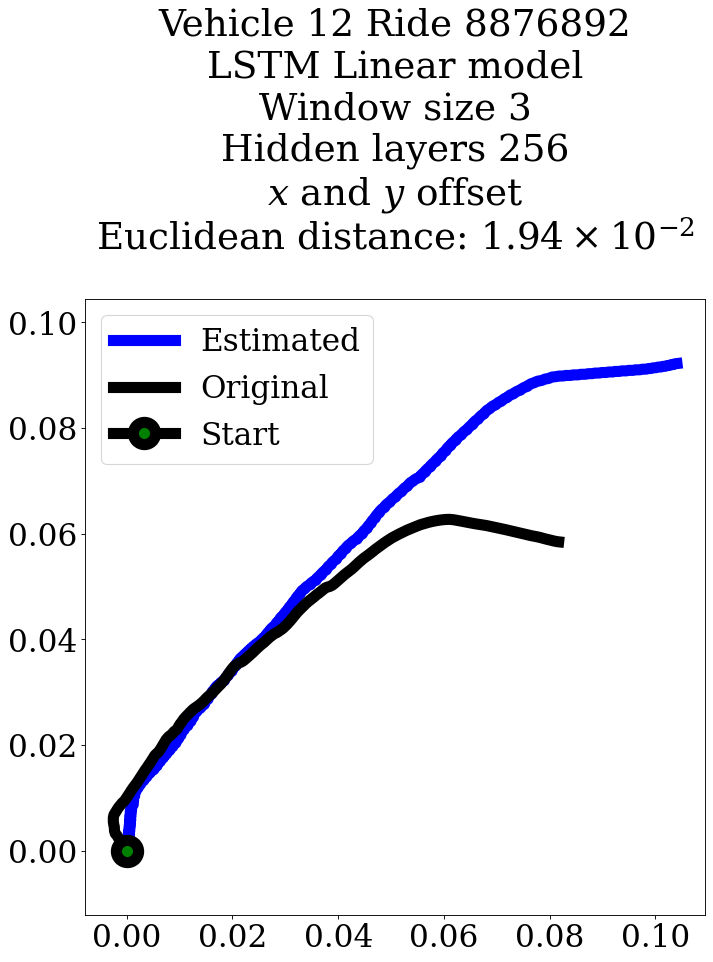 Vehicle 12 Ride 8876892
LSTM Linear model
Window size 3
Hidden layers 256
x and y offset
Euclidean distance: 1.94 × 10⁻²
Estimated
Original
Start
0.10
0.08
0.06
0.04
0.02
0.00
0.00 0.02 0.04 0.06 0.08 0.10